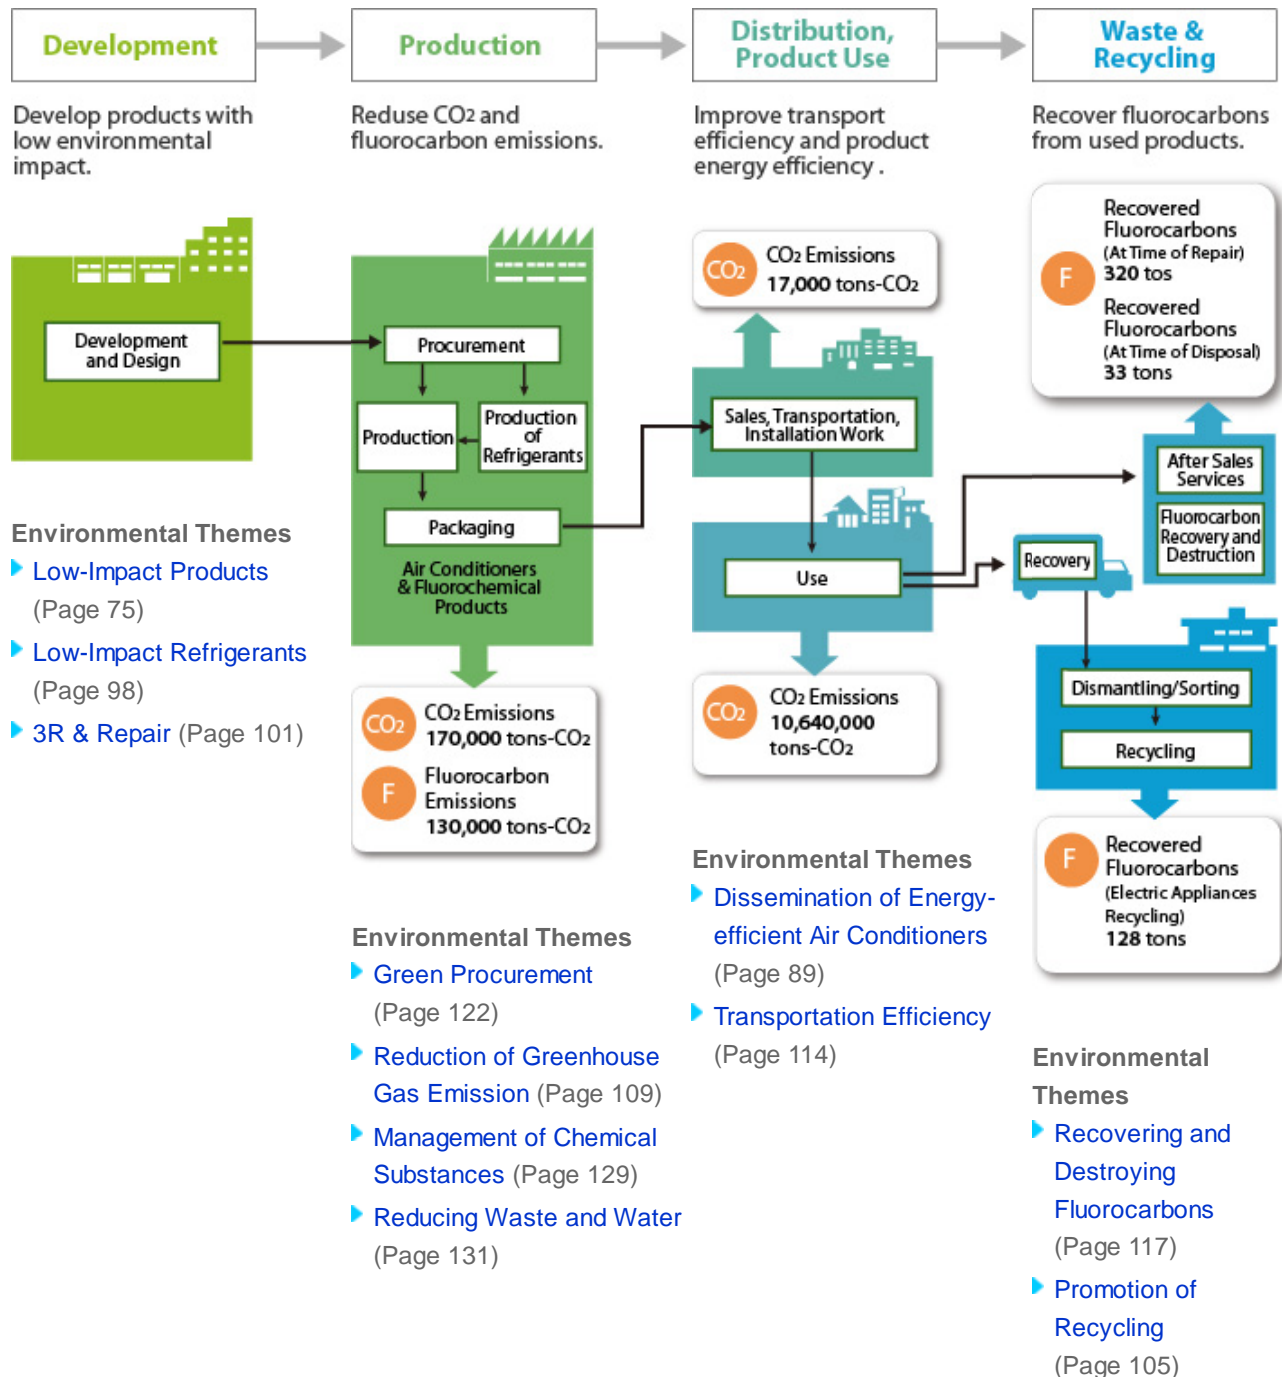 Development
Production
Distribution,
Product Use
Waste &
Recycling
Develop products with
low environmental
impact.
Reduse CO2 and
fluorocarbon emissions.
Improve transport
efficiency and product
energy efficiency .
Recover fluorocarbons
from used products.
Development
and Design
Environmental Themes
Low-Impact Products
(Page 75)
Low-Impact Refrigerants
(Page 98)
3R & Repair (Page 101)
Procurement
Production
Production
of
Refrigerants
Packaging
Air Conditioners
& Fluorochemical
Products
CO2
CO2 Emissions
170,000 tons-CO2
F
Fluorocarbon
Emissions
130,000 tons-CO2
Environmental Themes
Green Procurement
(Page 122)
Reduction of Greenhouse
Gas Emission (Page 109)
Management of Chemical
Substances (Page 129)
Reducing Waste and Water
(Page 131)
CO2
CO2 Emissions
17,000 tons-CO2
Sales, Transportation,
Installation Work
Use
CO2
CO2 Emissions
10,640,000
tons-CO2
Environmental Themes
Dissemination of Energy-
efficient Air Conditioners
(Page 89)
Transportation Efficiency
(Page 114)
F
Recovered
Fluorocarbons
(At Time of Repair)
320 tos
Recovered
Fluorocarbons
(At Time of Disposal)
33 tons
After Sales
Services
Fluorocarbon
Recovery and
Destruction
Recovery
Dismantling/Sorting
Recycling
F
Recovered
Fluorocarbons
(Electric Appliances
Recycling)
128 tons
Environmental
Themes
Recovering and
Destroying
Fluorocarbons
(Page 117)
Promotion of
Recycling
(Page 105)